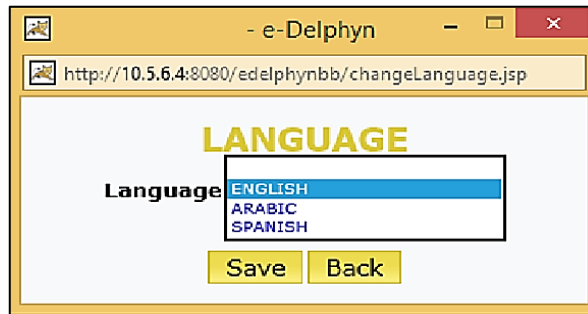 - e-Delphyn
http://10.5.6.4:8080/edelphynbb/changeLanguage.jsp
LANGUAGE
Language
ENGLISH
ARABIC
SPANISH
Save Back